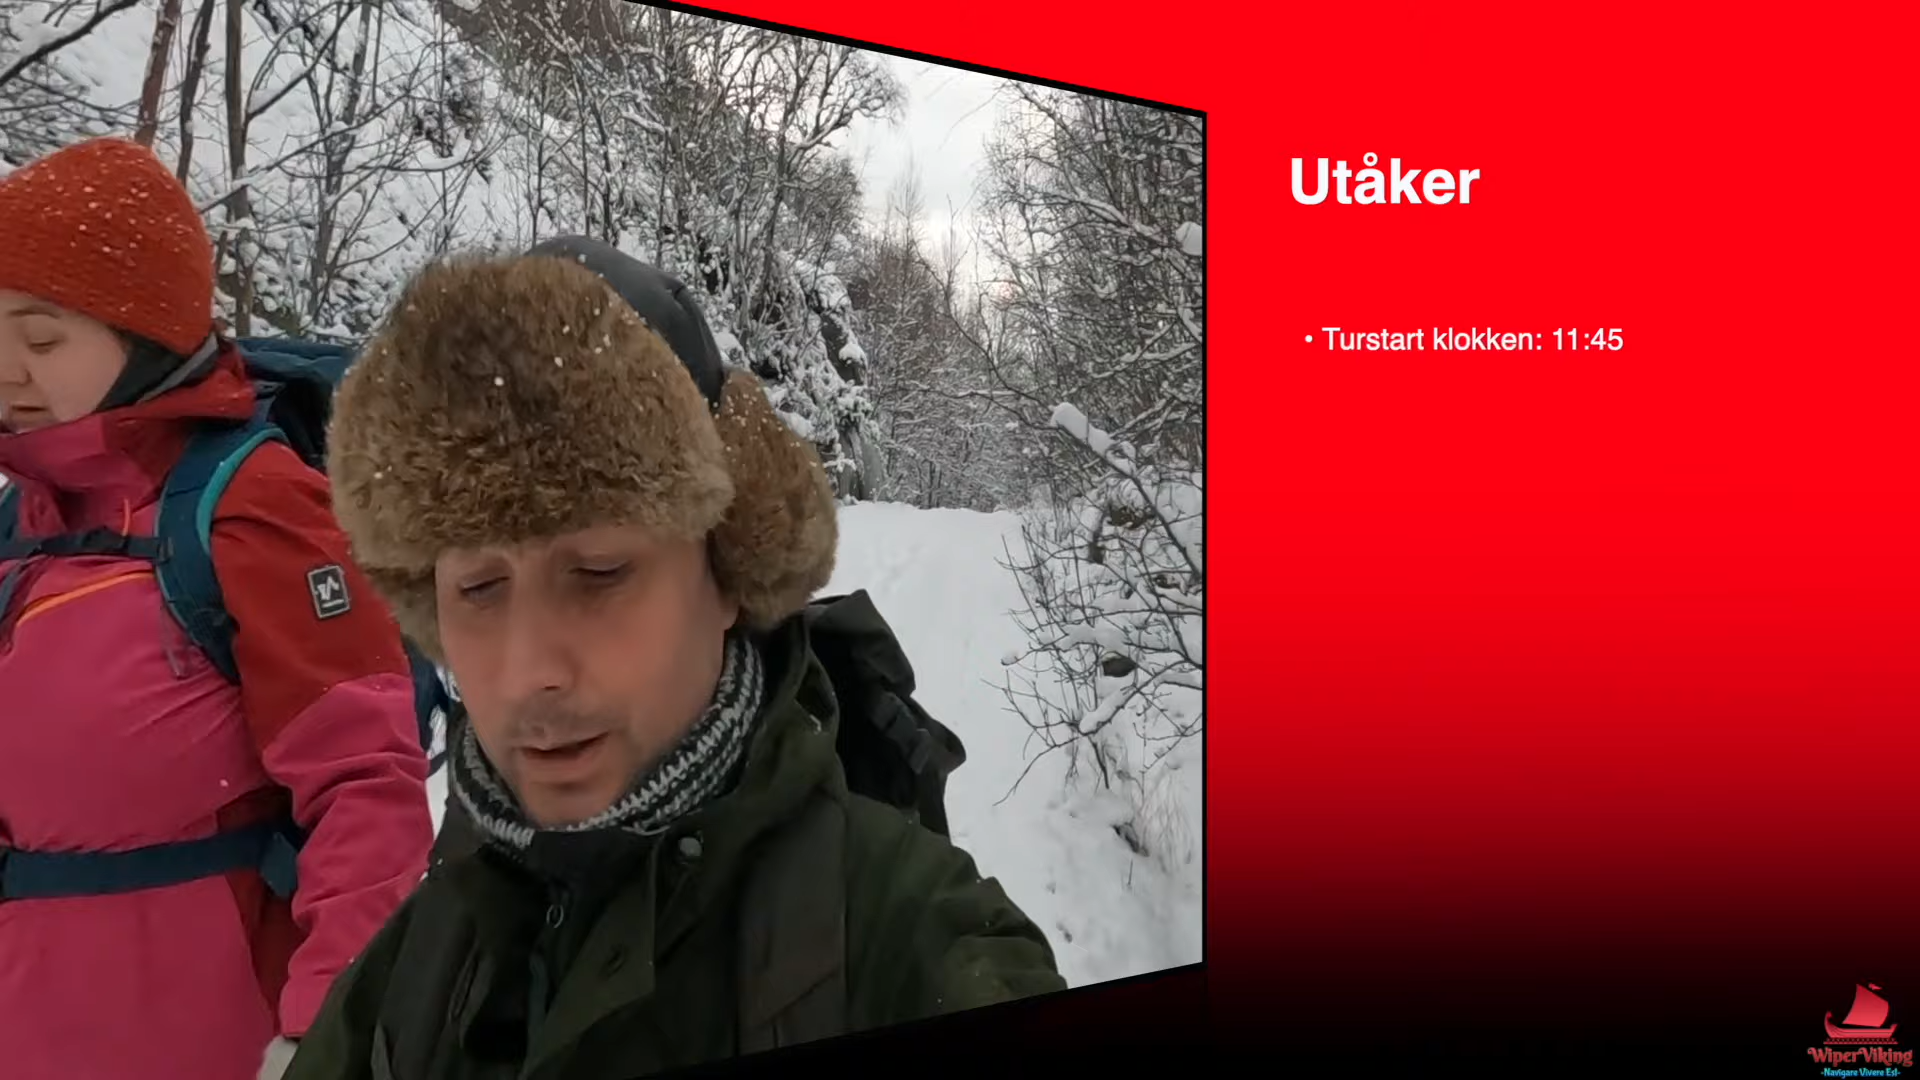 Utåker
• Turstart klokken: 11:45
WiperViking
-Navigare Vivere Est-